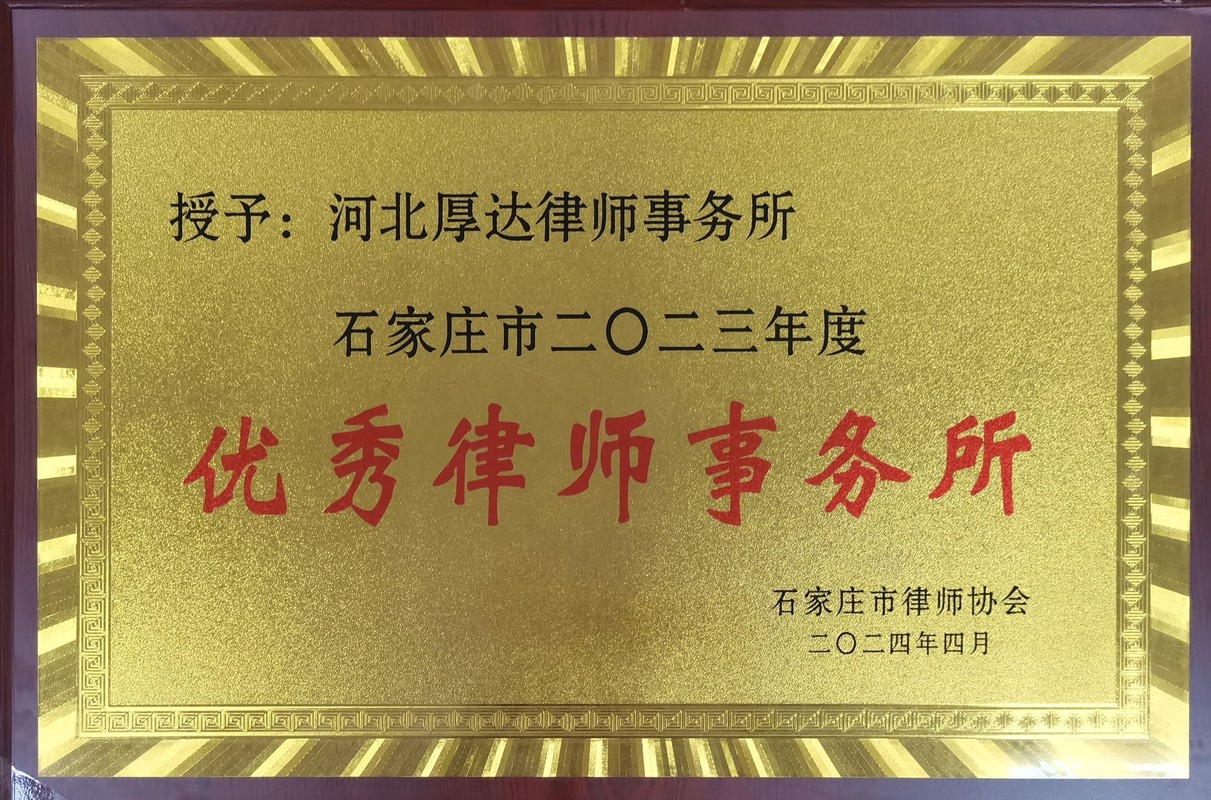 授予：河北厚达律师事务所
石家庄市二〇二三年度
优秀律师事务所
石家庄市律师协会
二〇二四年四月